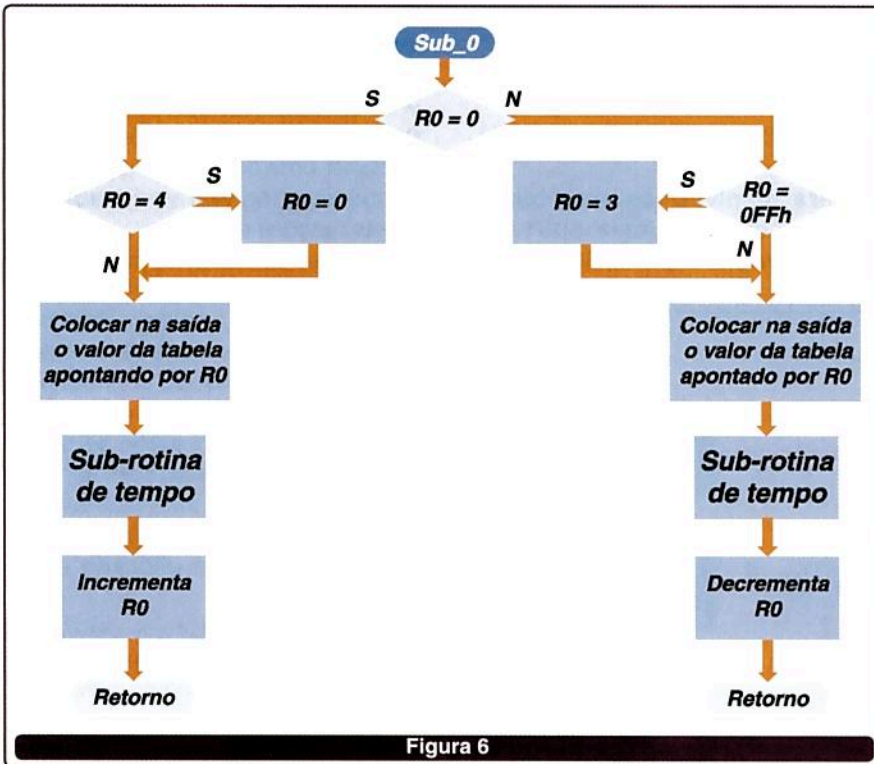 Sub_0
S
R0 = 0
N
R0 = 4
S
R0 = 0
N
Colocar na saída
o valor da tabela
apontando por R0
Sub-rotina
de tempo
Incrementa
R0
Retorno
R0 =
0FFh
S
R0 = 3
N
Colocar na saída
o valor da tabela
apontado por R0
Sub-rotina
de tempo
Decrementa
R0
Retorno
Figura 6